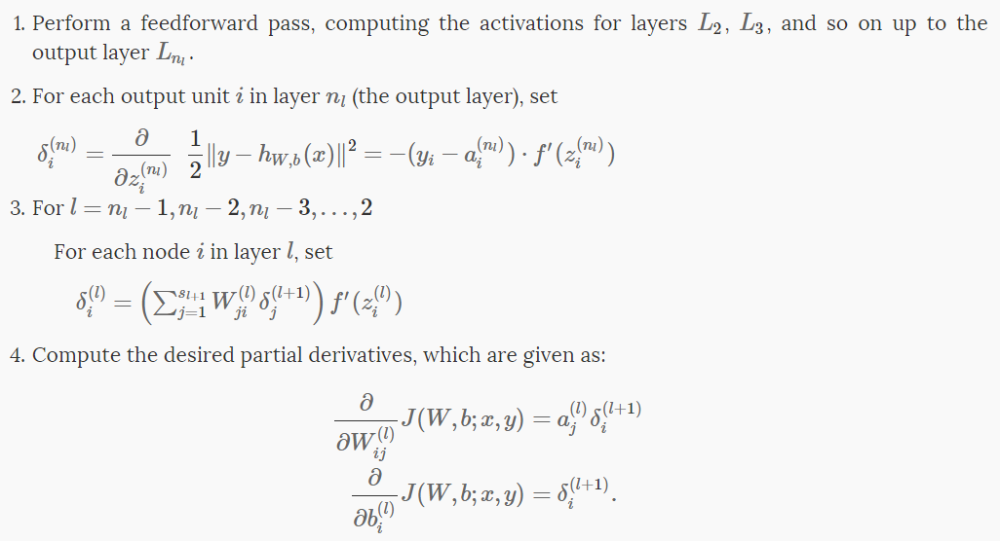 1. Perform a feedforward pass, computing the activations for layers $L_2$, $L_3$, and so on up to the
output layer $L_{n_l}$.
2. For each output unit $i$ in layer $n_l$ (the output layer), set
$\delta_i^{(n_l)} = \frac{\partial}{\partial z_i^{(n_l)}} \frac{1}{2} \|y - h_{W,b}(x)\|^2 = -(y_i - a_i^{(n_l)}) \cdot f'(z_i^{(n_l)})$
3. For $l = n_l - 1, n_l - 2, n_l - 3, \ldots, 2$
For each node $i$ in layer $l$, set
$\delta_i^{(l)} = \left( \sum_{j=1}^{s_{l+1}} W_{ji}^{(l)} \delta_j^{(l+1)} \right) f'(z_i^{(l)})$
4. Compute the desired partial derivatives, which are given as:
$\frac{\partial}{\partial W_{ij}^{(l)}} J(W, b; x, y) = a_j^{(l)} \delta_i^{(l+1)}$
$\frac{\partial}{\partial b_i^{(l)}} J(W, b; x, y) = \delta_i^{(l+1)}.$